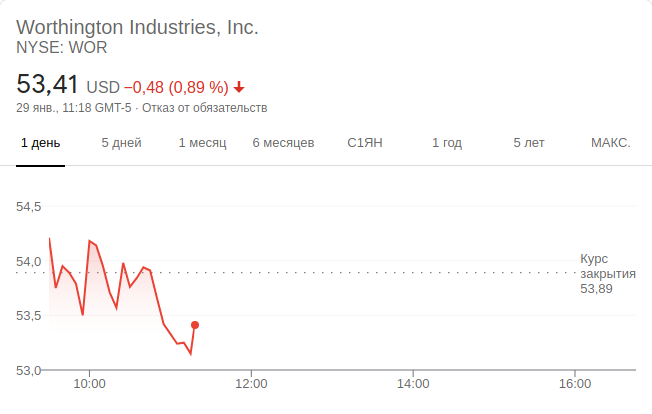 Worthington Industries, Inc.
NYSE: WOR
53,41 USD −0,48 (0,89 %)
29 янв., 11:18 GMT-5 · Отказ от обязательств
1 день 5 дней 1 месяц 6 месяцев С1ЯН 1 год 5 лет МАКС.
54,5
54,0
Курс
закрытия
53,89
53,5
53,0
10:00 12:00 14:00 16:00